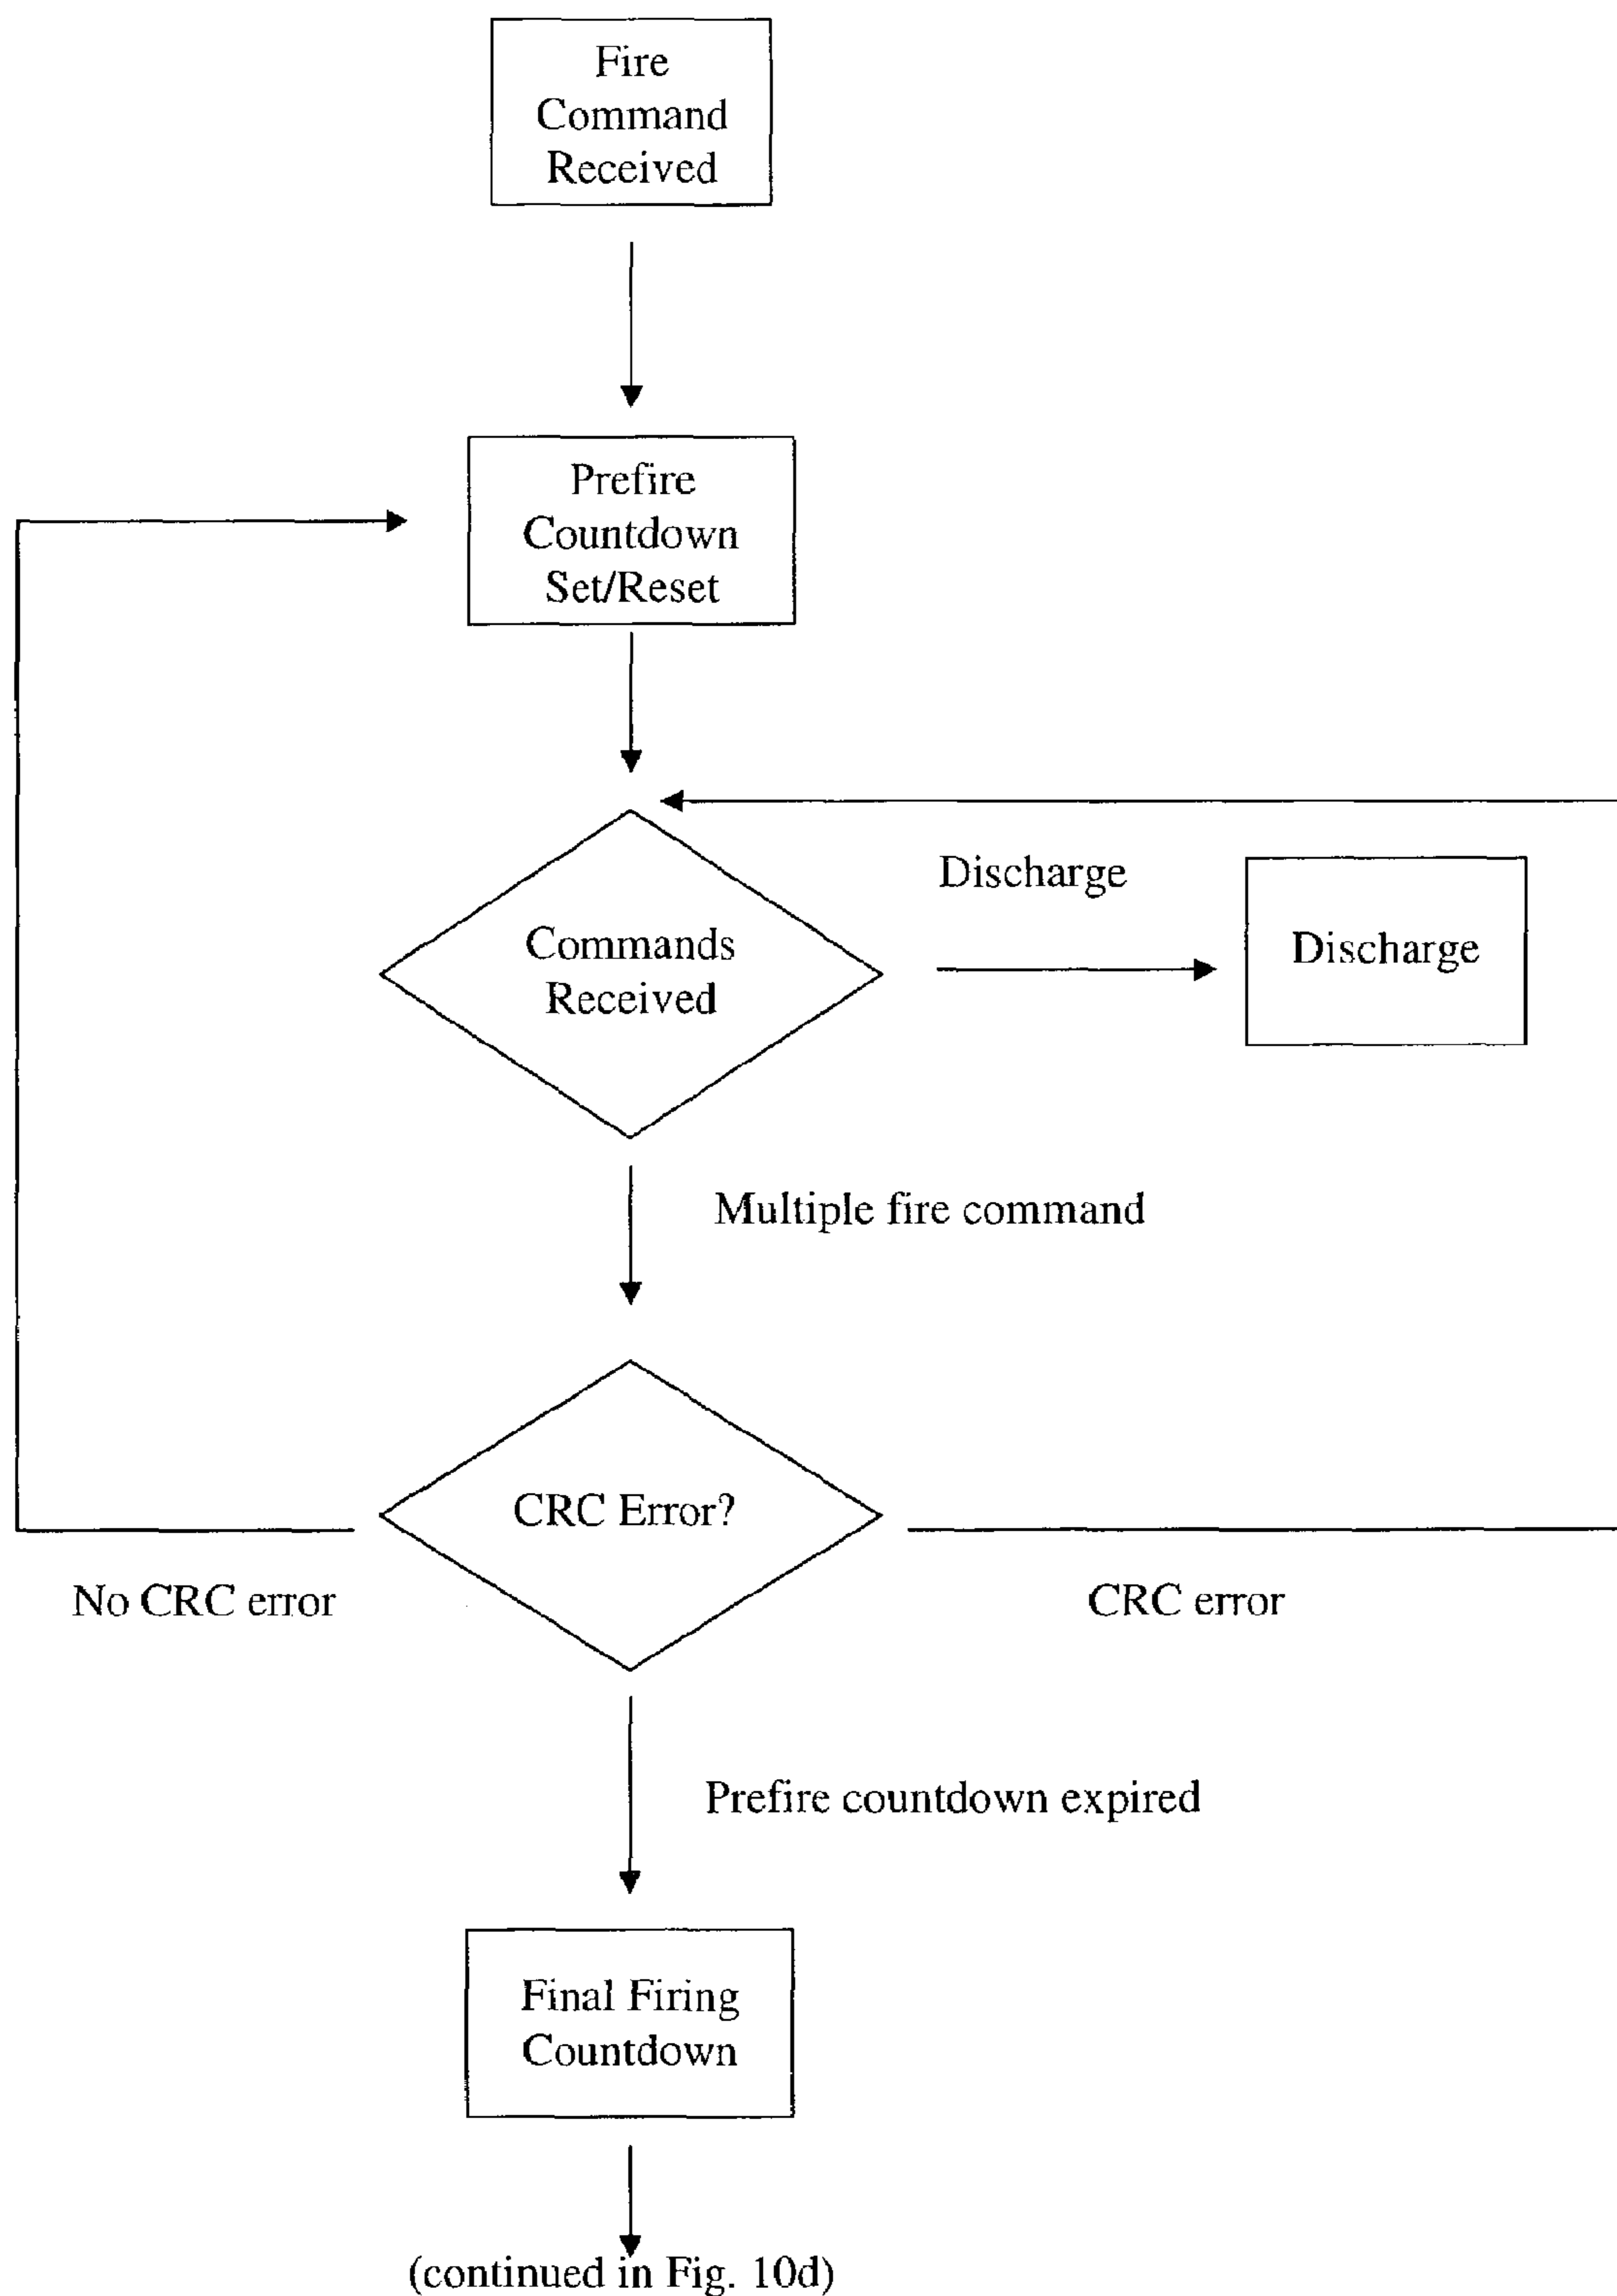 Fire
Command
Received
Prefire
Countdown
Set/Reset
Discharge
Commands
Received
Discharge
Multiple fire command
CRC Error?
No CRC error
CRC error
Prefire countdown expired
Final Firing
Countdown
(continued in Fig. 10d)